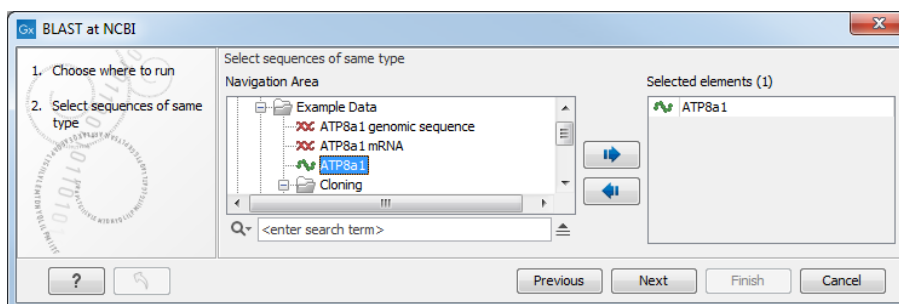 Gx BLAST at NCBI
1. Choose where to run
2. Select sequences of same
type
Select sequences of same type
Navigation Area
Example Data
ATP8a1 genomic sequence
ATP8a1 mRNA
ATP8a1
Cloning
<enter search term>
Selected elements (1)
ATP8a1
?
Previous
Next
Finish
Cancel